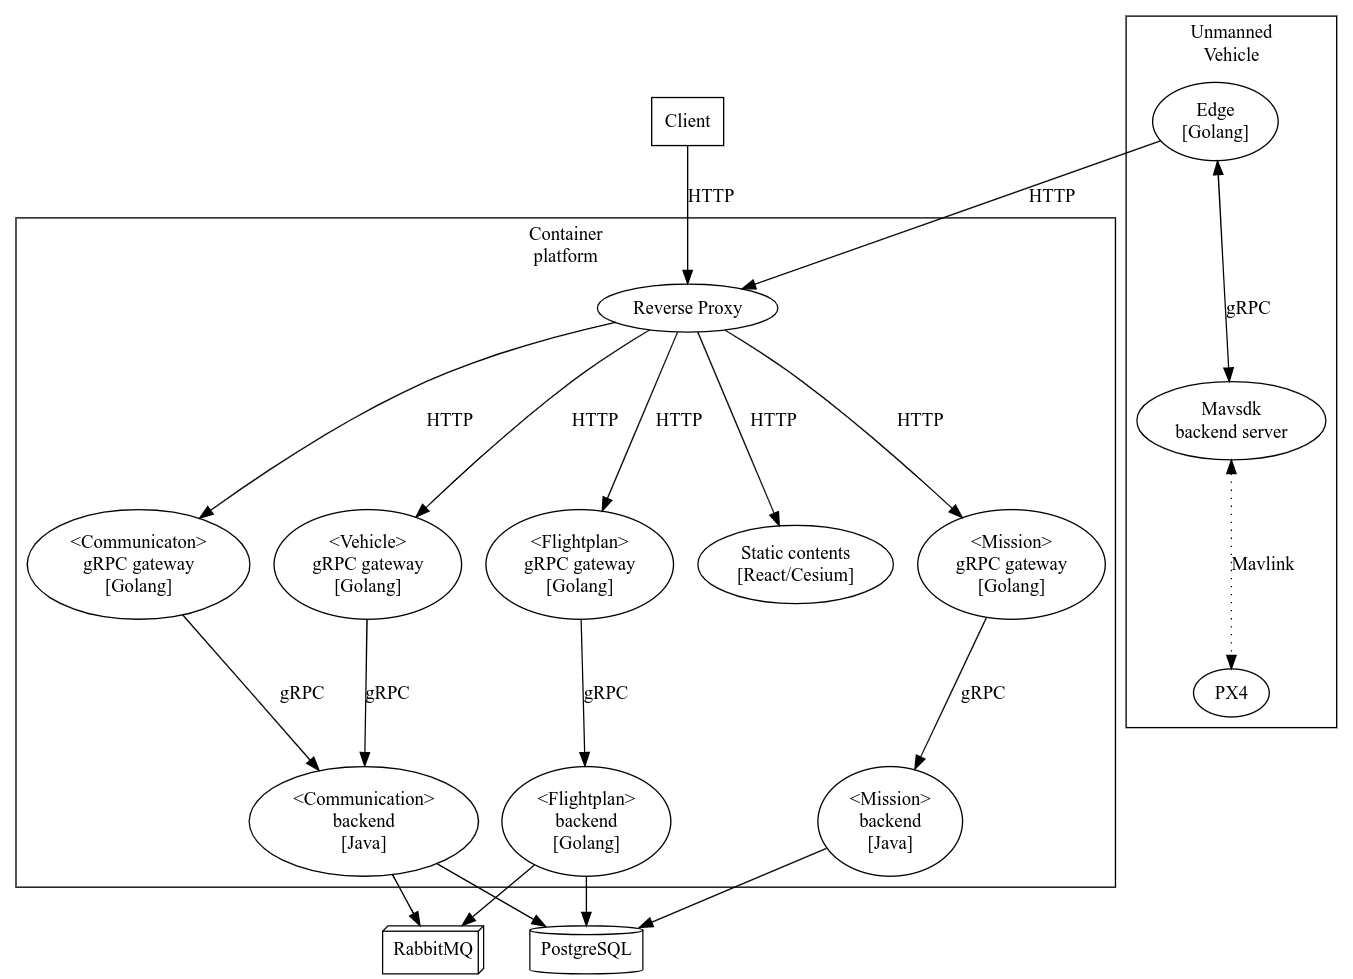 Unmanned
Vehicle
Edge
[Golang]
Client
HTTP
HTTP
Container
platform
Reverse Proxy
gRPC
HTTP
HTTP
HTTP
HTTP
HTTP
Mavsdk
backend server
<Communicaton>
gRPC gateway
[Golang]
<Vehicle>
gRPC gateway
[Golang]
<Flightplan>
gRPC gateway
[Golang]
Static contents
[React/Cesium]
<Mission>
gRPC gateway
[Golang]
Mavlink
gRPC
gRPC
gRPC
gRPC
PX4
<Communication>
backend
[Java]
<Flightplan>
backend
[Golang]
<Mission>
backend
[Java]
RabbitMQ
PostgreSQL